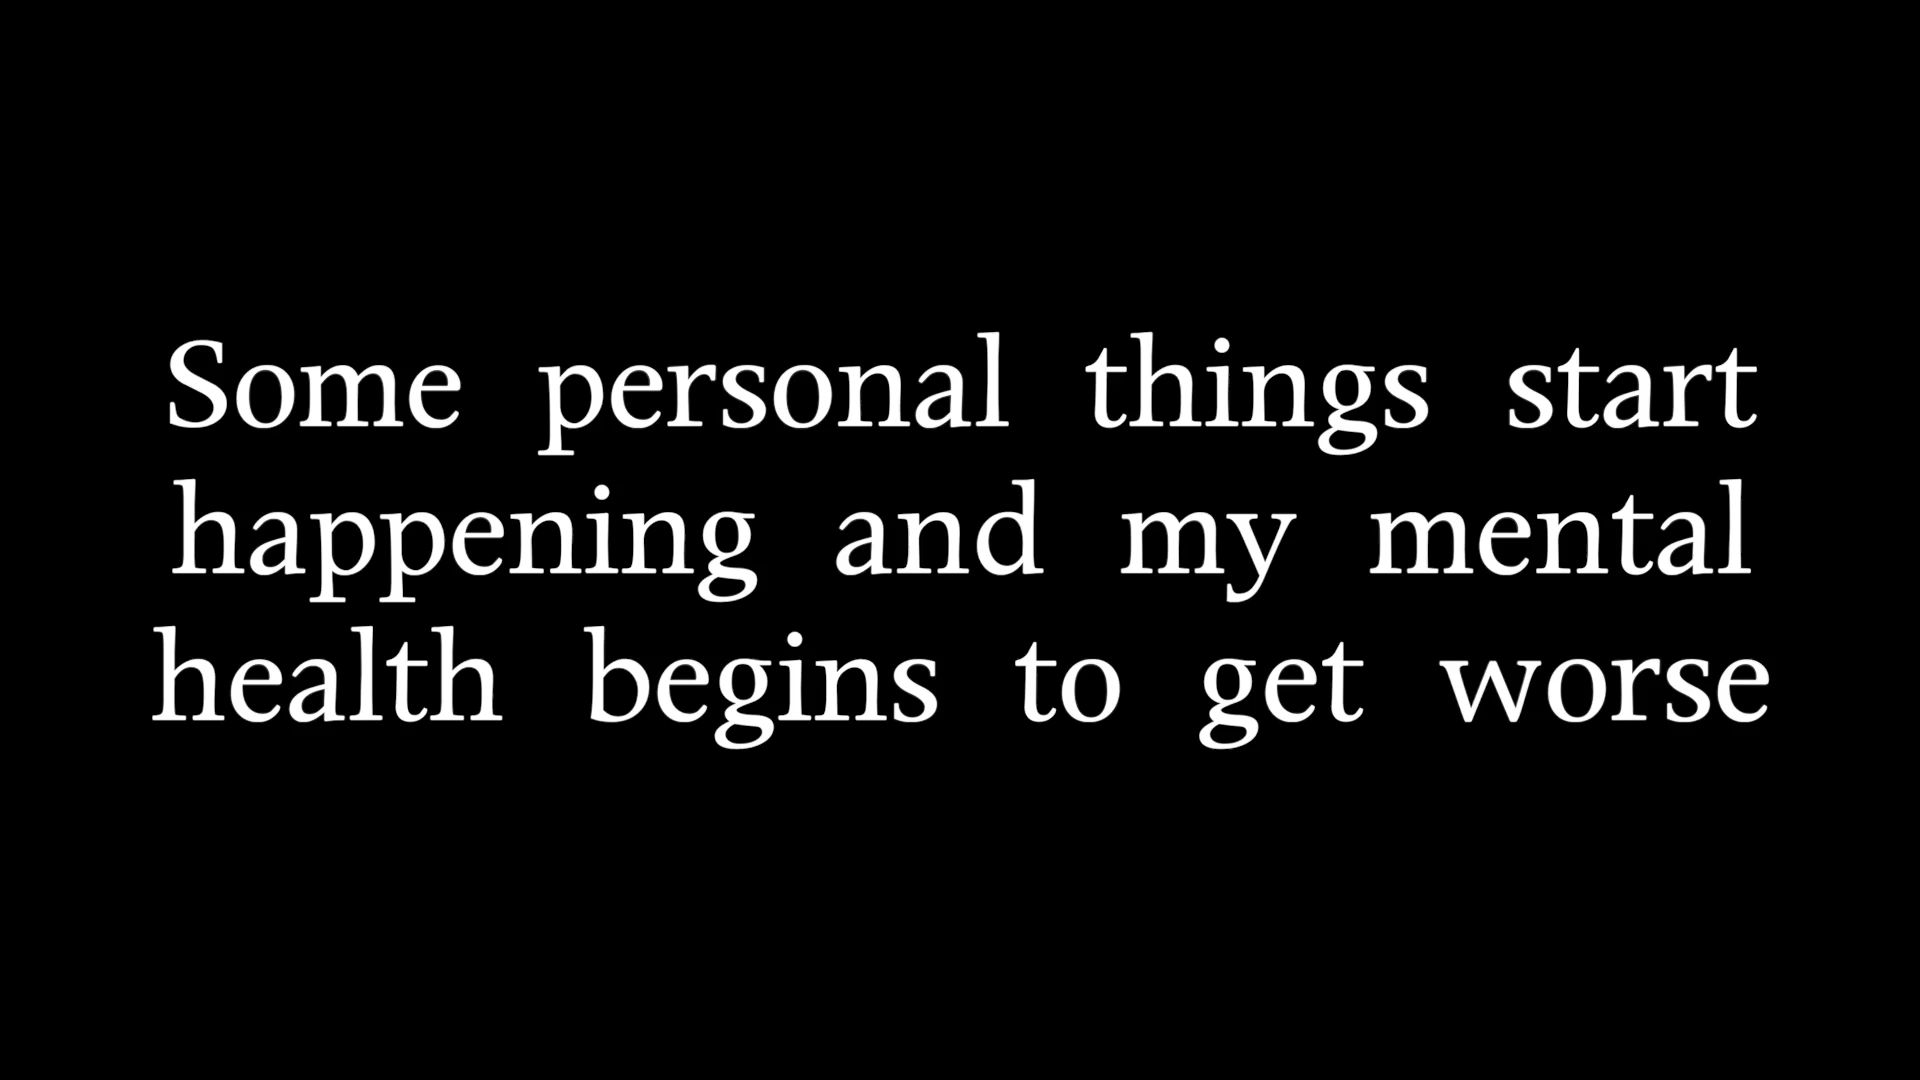 Some personal things start
happening and my mental
health begins to get worse